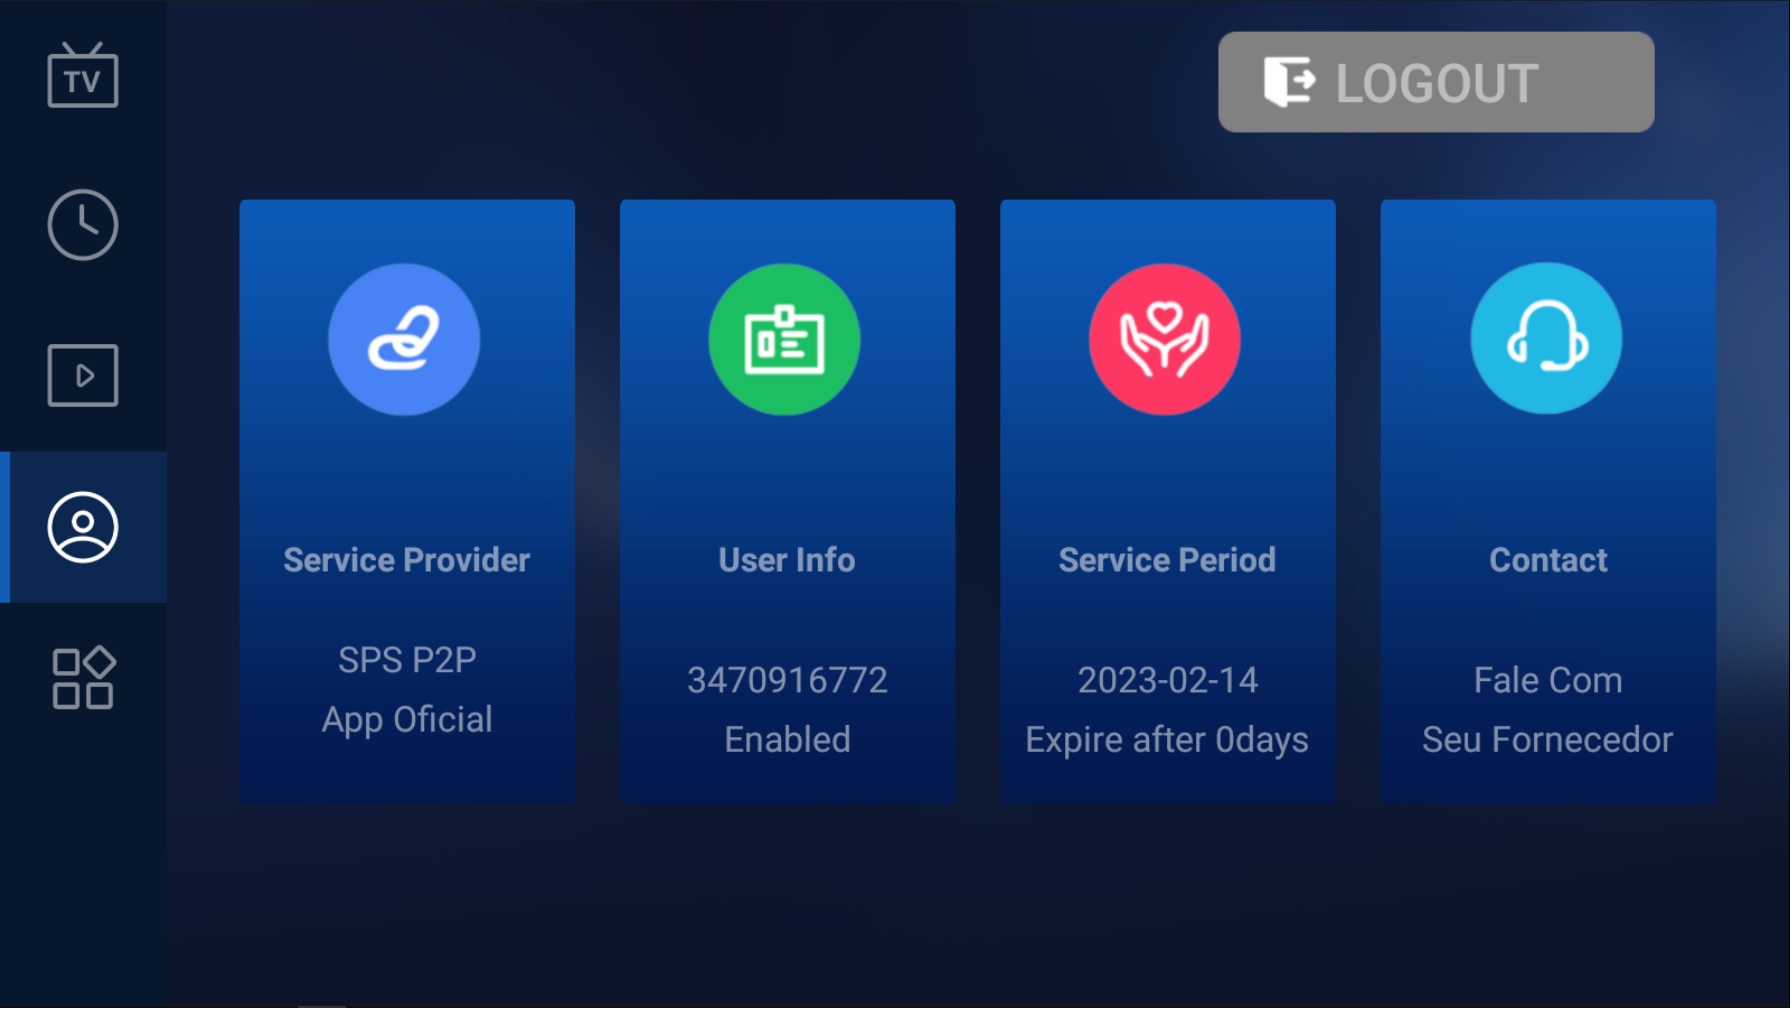 TV
LOGOUT
Service Provider
SPS P2P
App Oficial
User Info
3470916772
Enabled
Service Period
2023-02-14
Expire after 0days
Contact
Fale Com
Seu Fornecedor